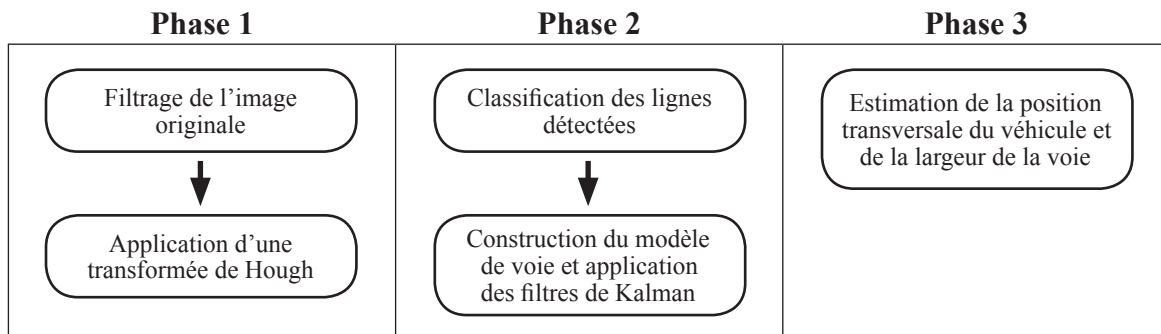 Phase 1
Filtrage de l’image
originale
Application d’une
transformée de Hough
Phase 2
Classification des lignes
détectées
Construction du modèle
de voie et application
des filtres de Kalman
Phase 3
Estimation de la position
transversale du véhicule et
de la largeur de la voie